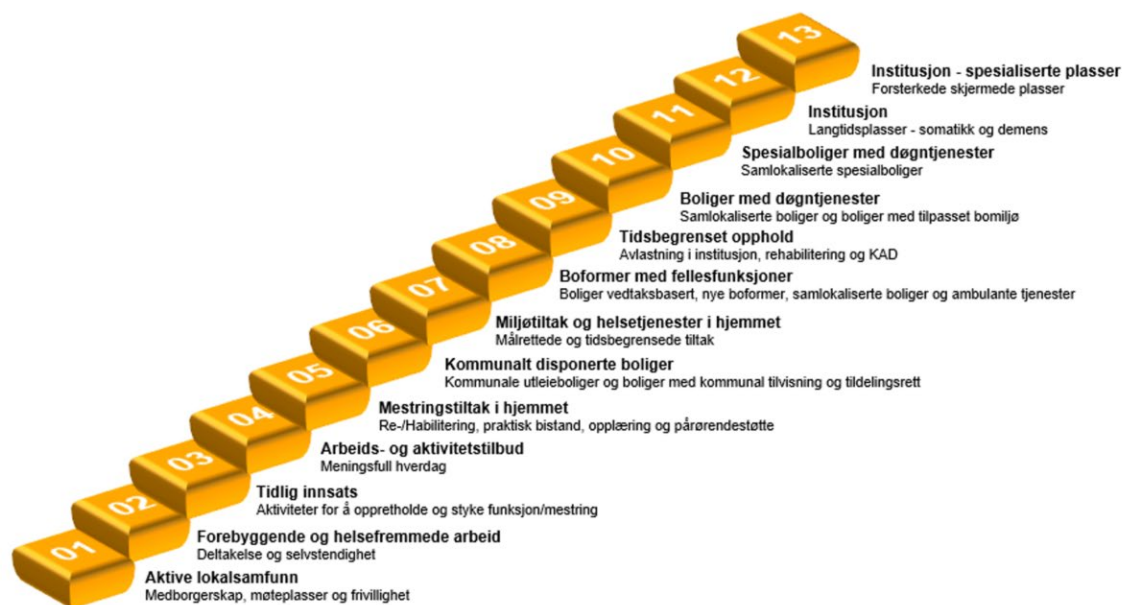 13
Institusjon - spesialiserte plasser
Forsterkede skjermede plasser
12
Institusjon
Langtidsplasser - somatikk og demens
11
Spesialboliger med døgntjenester
Samlokaliserte spesialboliger
10
Boliger med døgntjenester
Samlokaliserte boliger og boliger med tilpasset bomiljø
09
Tidsbegrenset opphold
Avlastning i institusjon, rehabilitering og KAD
08
Boformer med fellesfunksjoner
Boliger vedtaksbasert, nye boformer, samlokaliserte boliger og ambulante tjenester
07
Miljøtiltak og helsetjenester i hjemmet
Målrettede og tidsbegrensede tiltak
06
Kommunalt disponerte boliger
Kommunale utleieboliger og boliger med kommunal tilvisning og tildelingsrett
05
Mestringstiltak i hjemmet
Re-/Habilitering, praktisk bistand, opplæring og pårørendestøtte
04
Arbeids- og aktivitetstilbud
Meningsfull hverdag
03
Tidlig innsats
Aktiviteter for å oppretholde og styke funksjon/mestring
02
Forebyggende og helsefremmede arbeid
Deltakelse og selvstendighet
01
Aktive lokalsamfunn
Medborgerskap, møteplasser og frivillighet